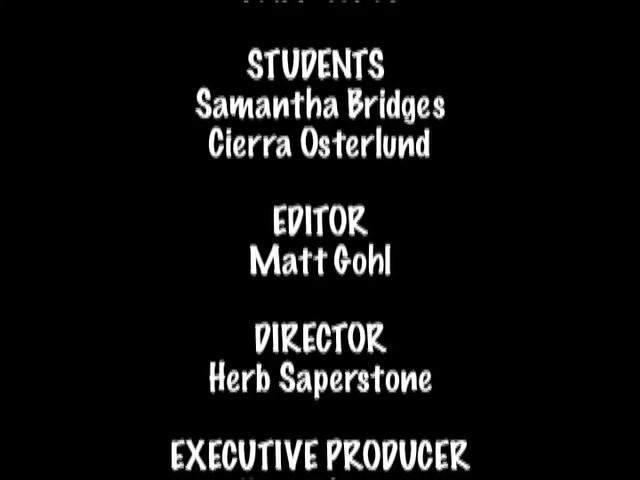 STUDENTS
Samantha Bridges
Cierra Osterlund
EDITOR
Matt Gohl
DIRECTOR
Herb Saperstone
EXECUTIVE PRODUCER